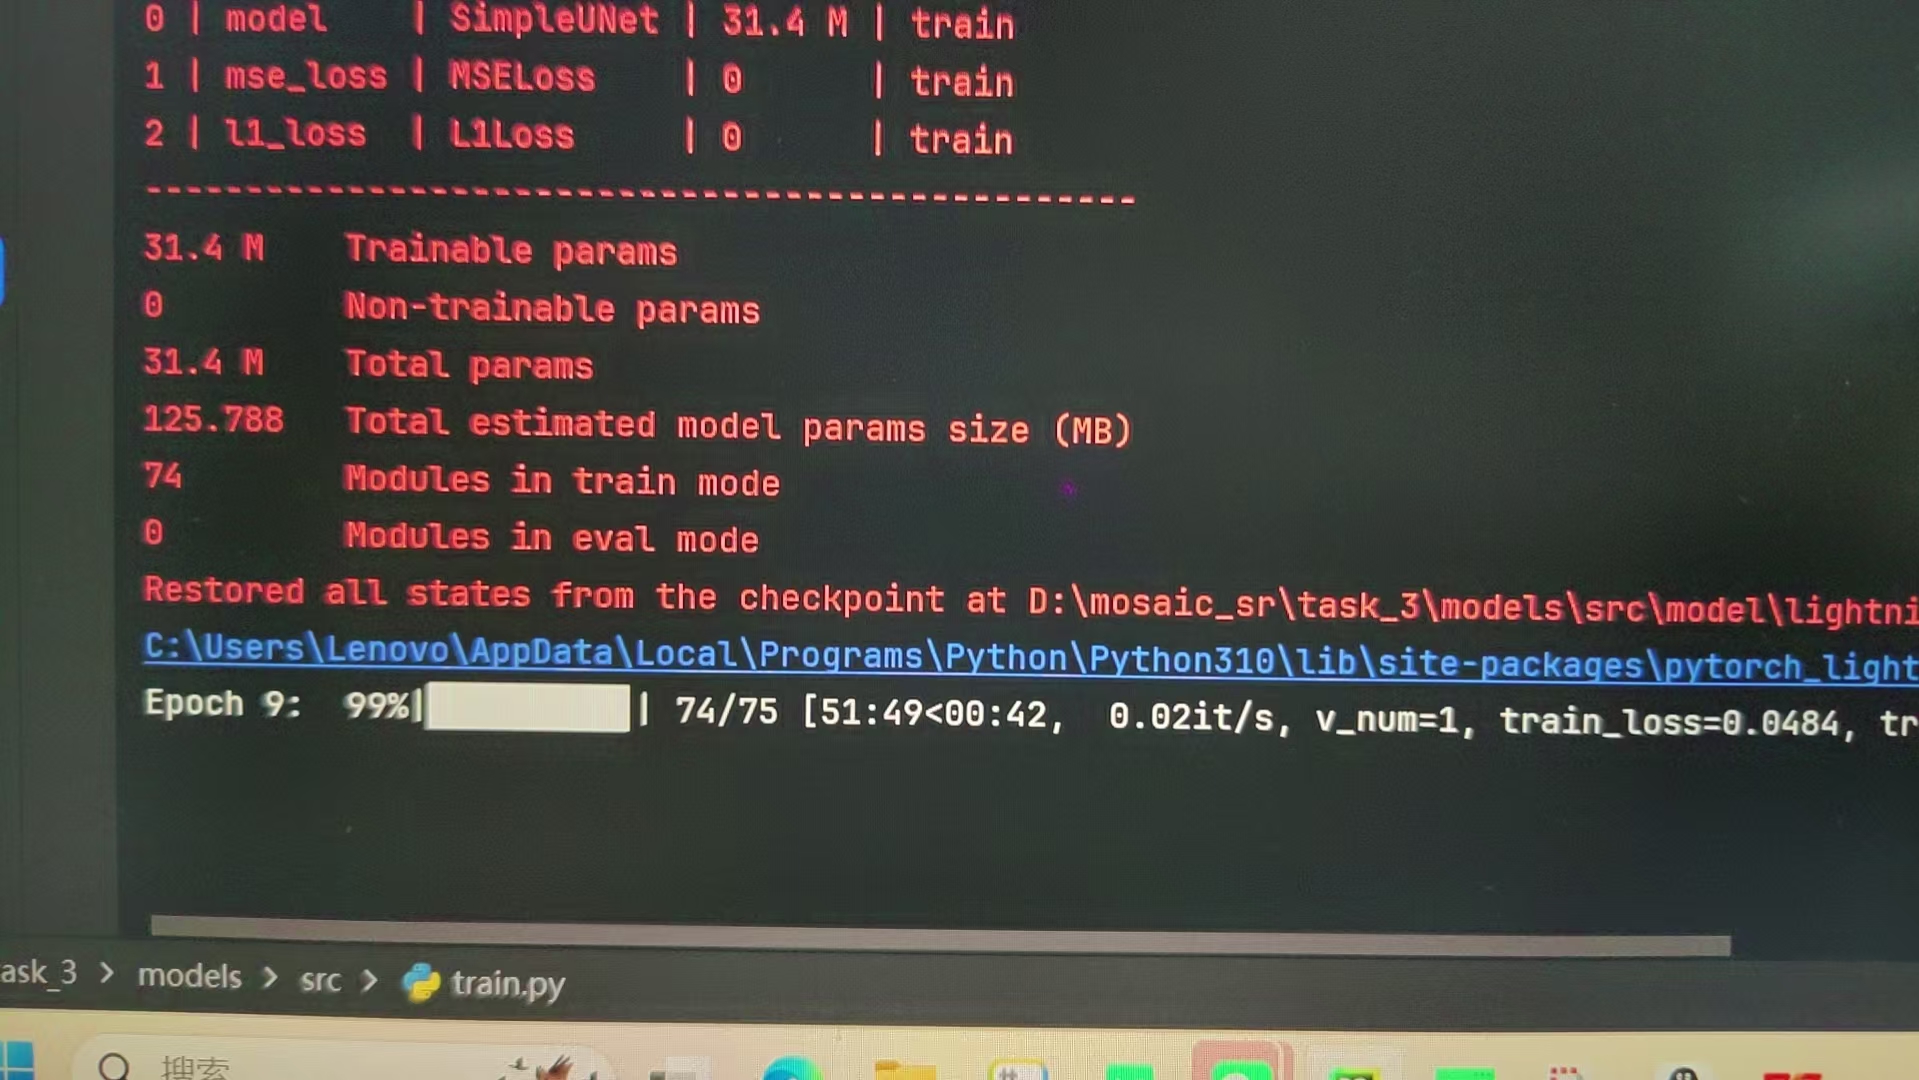 0 | model | SimpleUNet | 31.4 M | train
1 | mse_loss | MSELoss | 0 | train
2 | l1_loss | L1Loss | 0 | train
------------------------------------------------
31.4 M Trainable params
0 Non-trainable params
31.4 M Total params
125.788 Total estimated model params size (MB)
74 Modules in train mode
0 Modules in eval mode
Restored all states from the checkpoint at D:\mosaic_sr\task_3\models\src\model\lightni
C:\Users\Lenovo\AppData\Local\Programs\Python\Python310\lib\site-packages\pytorch_light
Epoch 9: 99%| | 74/75 [51:49<00:42, 0.02it/s, v_num=1, train_loss=0.0484, tr
ask_3 > models > src > train.py
搜索